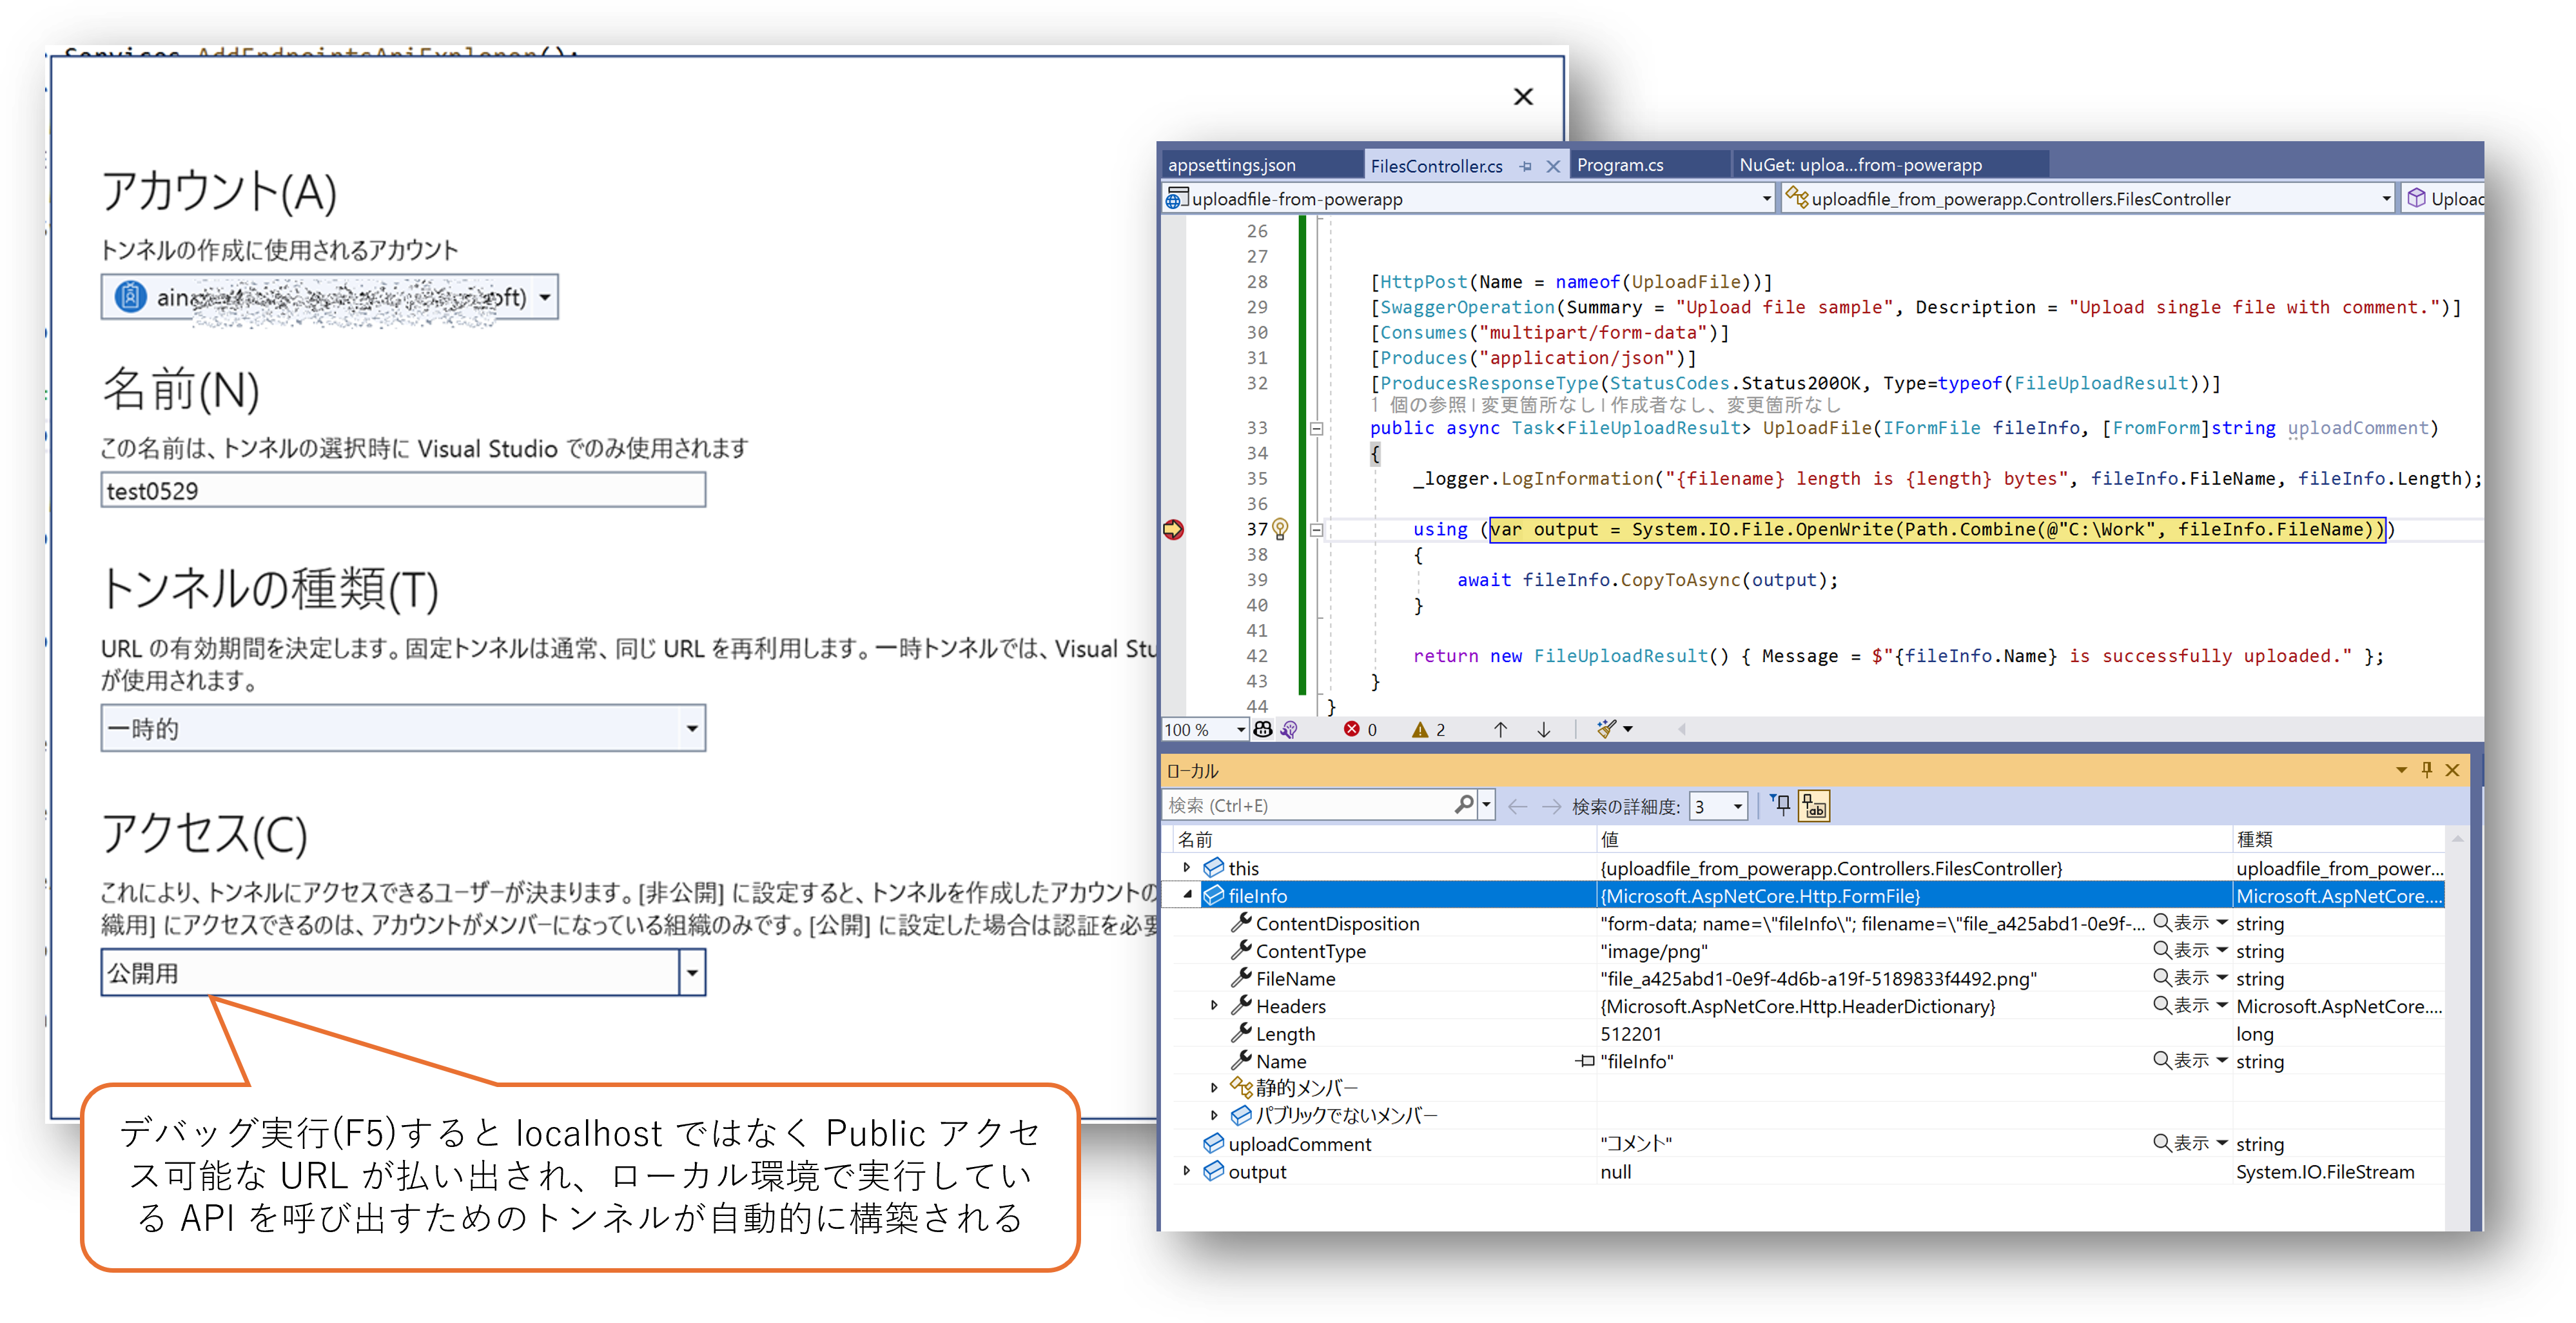 Services.AddEndpointsApiExplorer();
アカウント(A)
トンネルの作成に使用されるアカウント
名前(N)
この名前は、トンネルの選択時に Visual Studio でのみ使用されます
test0529
トンネルの種類(T)
URL の有効期間を決定します。固定トンネルは通常、同じ URL を再利用します。一時トンネルでは、Visual Stu
が使用されます。
一時的
アクセス(C)
これにより、トンネルにアクセスできるユーザーが決まります。[非公開] に設定すると、トンネルを作成したアカウントの
織用] にアクセスできるのは、アカウントがメンバーになっている組織のみです。[公開] に設定した場合は認証を必要
公開用
デバッグ実行(F5)すると localhost ではなく Public アクセ
ス可能な URL が払い出され、ローカル環境で実行してい
る API を呼び出すためのトンネルが自動的に構築される
appsettings.json FilesController.cs Program.cs NuGet: uploa...from-powerapp
uploadfile-from-powerapp uploadfile_from_powerapp.Controllers.FilesController Uploac
26
27
28 [HttpPost(Name = nameof(UploadFile))]
29 [SwaggerOperation(Summary = "Upload file sample", Description = "Upload single file with comment.")]
30 [Consumes("multipart/form-data")]
31 [Produces("application/json")]
32 [ProducesResponseType(StatusCodes.Status200OK, Type=typeof(FileUploadResult))]
1 個の参照 | 変更箇所なし | 作成者なし、変更箇所なし
33 public async Task<FileUploadResult> UploadFile(IFormFile fileInfo, [FromForm]string uploadComment)
34 {
35 _logger.LogInformation("{filename} length is {length} bytes", fileInfo.FileName, fileInfo.Length);
36
37 using (var output = System.IO.File.OpenWrite(Path.Combine(@"C:\Work", fileInfo.FileName)))
38 {
39 await fileInfo.CopyToAsync(output);
40 }
41
42 return new FileUploadResult() { Message = $"{fileInfo.Name} is successfully uploaded." };
43 }
44 }
100 % 0 2
ローカル
検索 (Ctrl+E) 検索の詳細度: 3
名前 値 種類
this {uploadfile_from_powerapp.Controllers.FilesController} uploadfile_from_power...
fileInfo {Microsoft.AspNetCore.Http.FormFile} Microsoft.AspNetCore....
ContentDisposition "form-data; name=\"fileInfo\"; filename=\"file_a425abd1-0e9f-... 表示 string
ContentType "image/png" 表示 string
FileName "file_a425abd1-0e9f-4d6b-a19f-5189833f4492.png" 表示 string
Headers {Microsoft.AspNetCore.Http.HeaderDictionary} 表示 Microsoft.AspNetCore....
Length 512201 long
Name "fileInfo" 表示 string
静的メンバー
パブリックでないメンバー
uploadComment "コメント" 表示 string
output null System.IO.FileStream